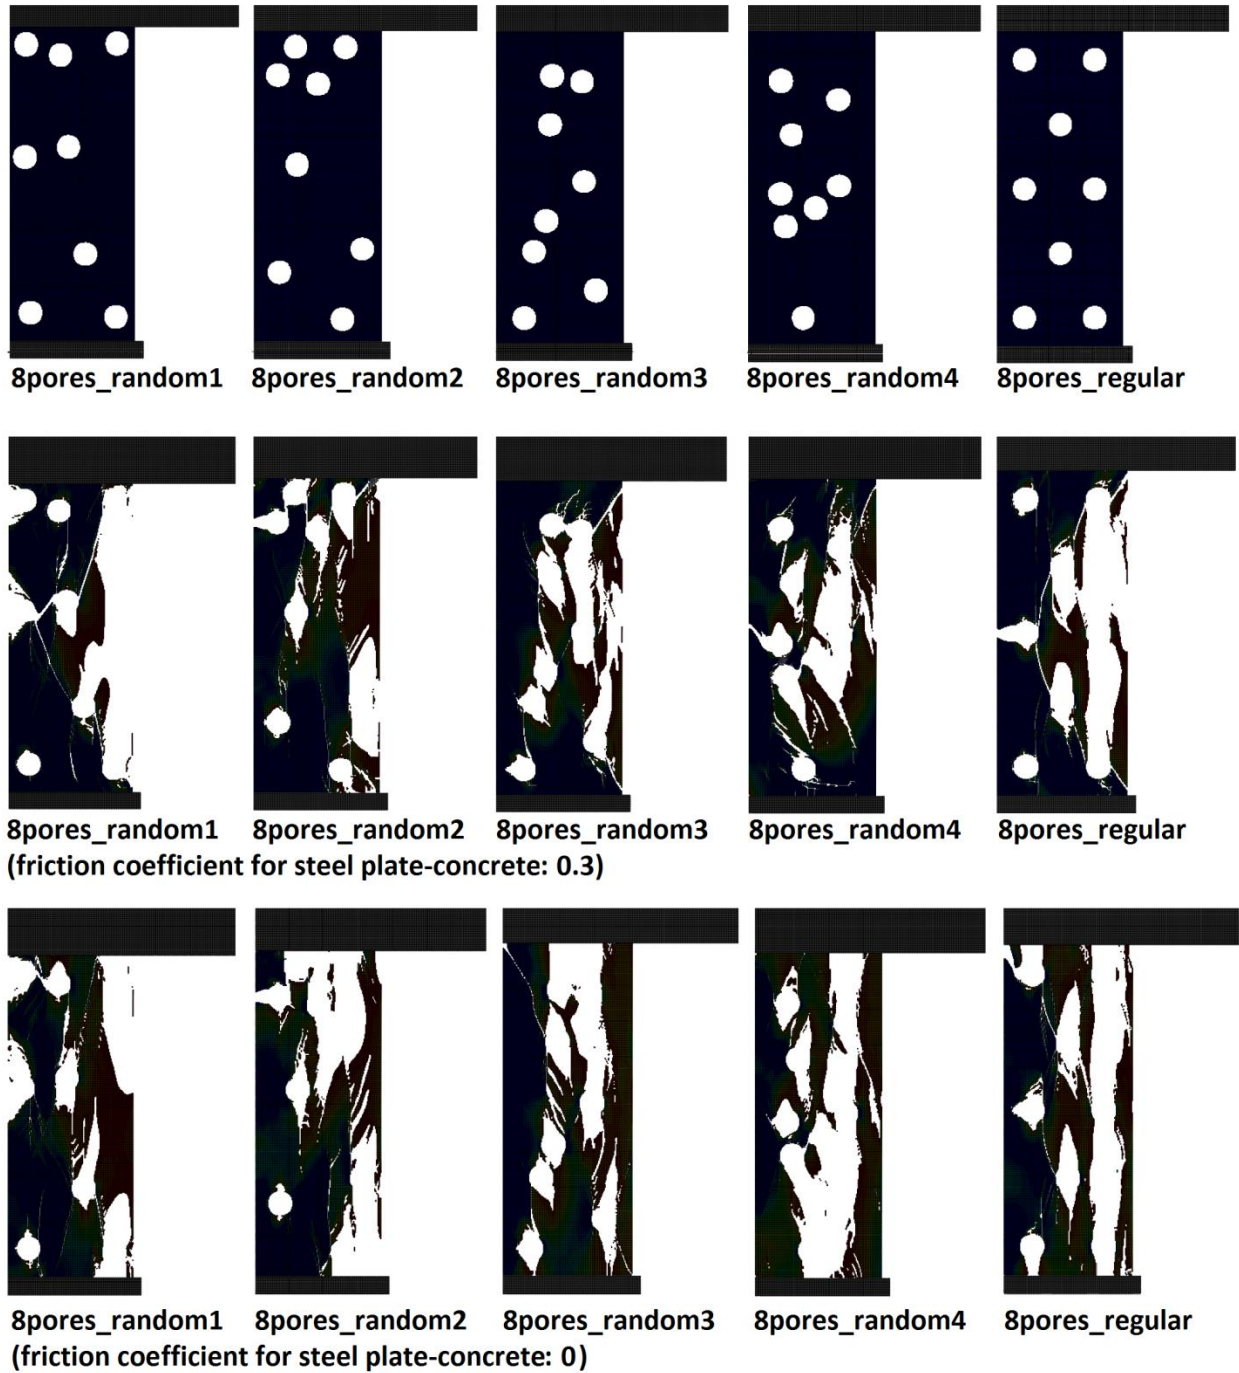 8pores_random1 8pores_random2 8pores_random3 8pores_random4 8pores_regular
8pores_random1 8pores_random2 8pores_random3 8pores_random4 8pores_regular
(friction coefficient for steel plate-concrete: 0.3)
8pores_random1 8pores_random2 8pores_random3 8pores_random4 8pores_regular
(friction coefficient for steel plate-concrete: 0)